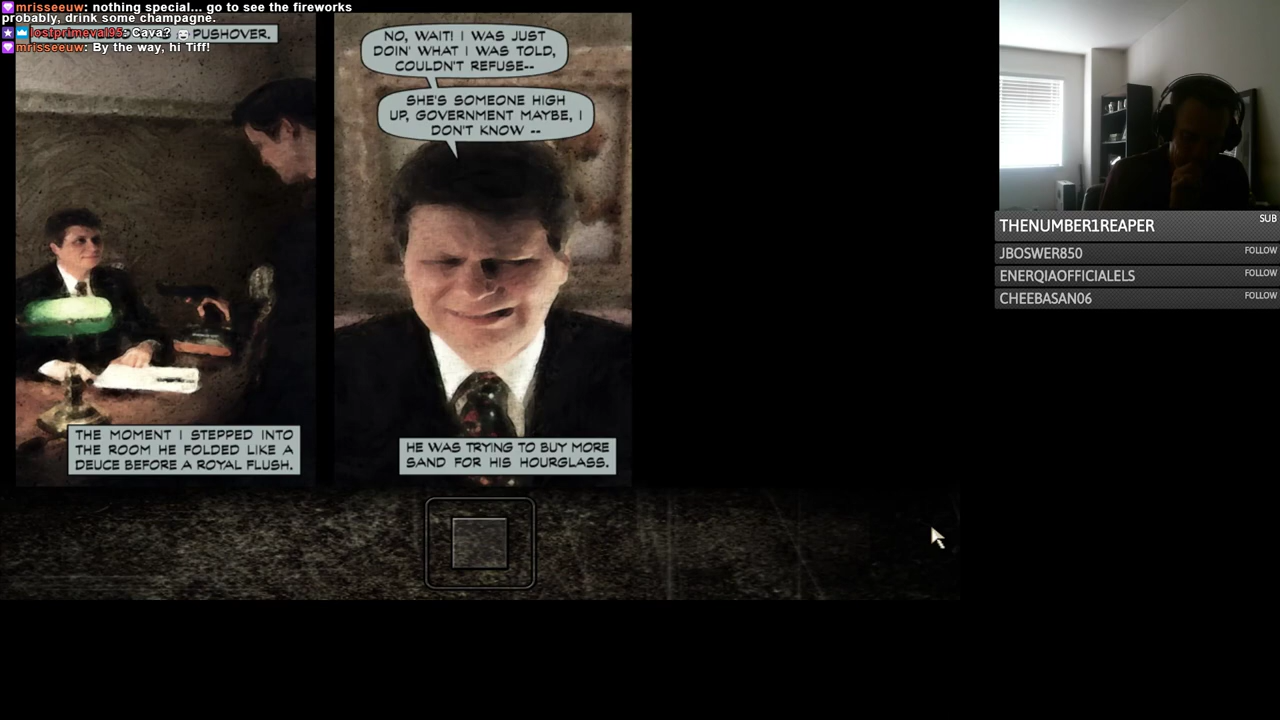 mrisseeuw: nothing special... go to see the fireworks
probably, drink some champagne.
lostprimeval95: Cava?
PUSHOVER.
mrisseeuw: By the way, hi Tiff!
NO, WAIT! I WAS JUST
DOIN' WHAT I WAS TOLD,
COULDN'T REFUSE--
SHE'S SOMEONE HIGH
UP, GOVERNMENT MAYBE, I
DON'T KNOW --
THE MOMENT I STEPPED INTO
THE ROOM HE FOLDED LIKE A
DEUCE BEFORE A ROYAL FLUSH.
HE WAS TRYING TO BUY MORE
SAND FOR HIS HOURGLASS.
THENUMBER1REAPER SUB
JBOSWER850 FOLLOW
ENERQIAOFFICIALELS FOLLOW
CHEEBASAN06 FOLLOW